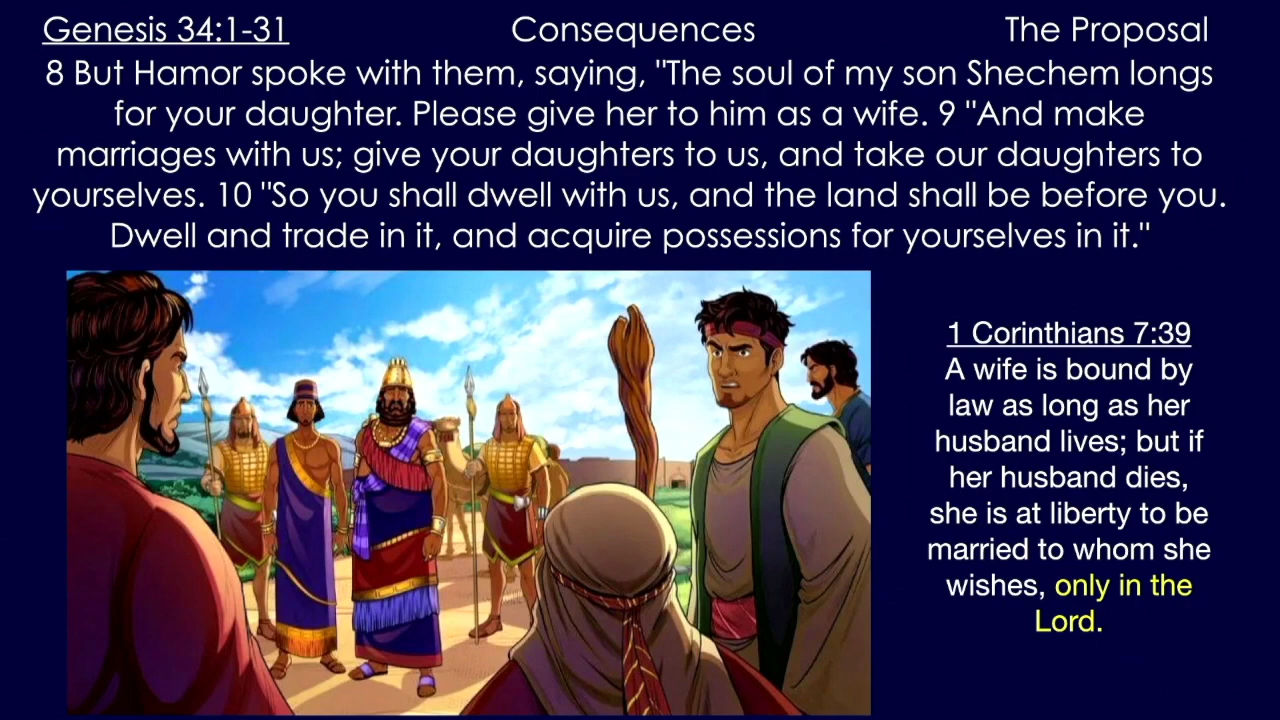 Genesis 34:1-31 Consequences The Proposal
8 But Hamor spoke with them, saying, "The soul of my son Shechem longs
for your daughter. Please give her to him as a wife. 9 "And make
marriages with us; give your daughters to us, and take our daughters to
yourselves. 10 "So you shall dwell with us, and the land shall be before you.
Dwell and trade in it, and acquire possessions for yourselves in it."
1 Corinthians 7:39
A wife is bound by
law as long as her
husband lives; but if
her husband dies,
she is at liberty to be
married to whom she
wishes, only in the
Lord.